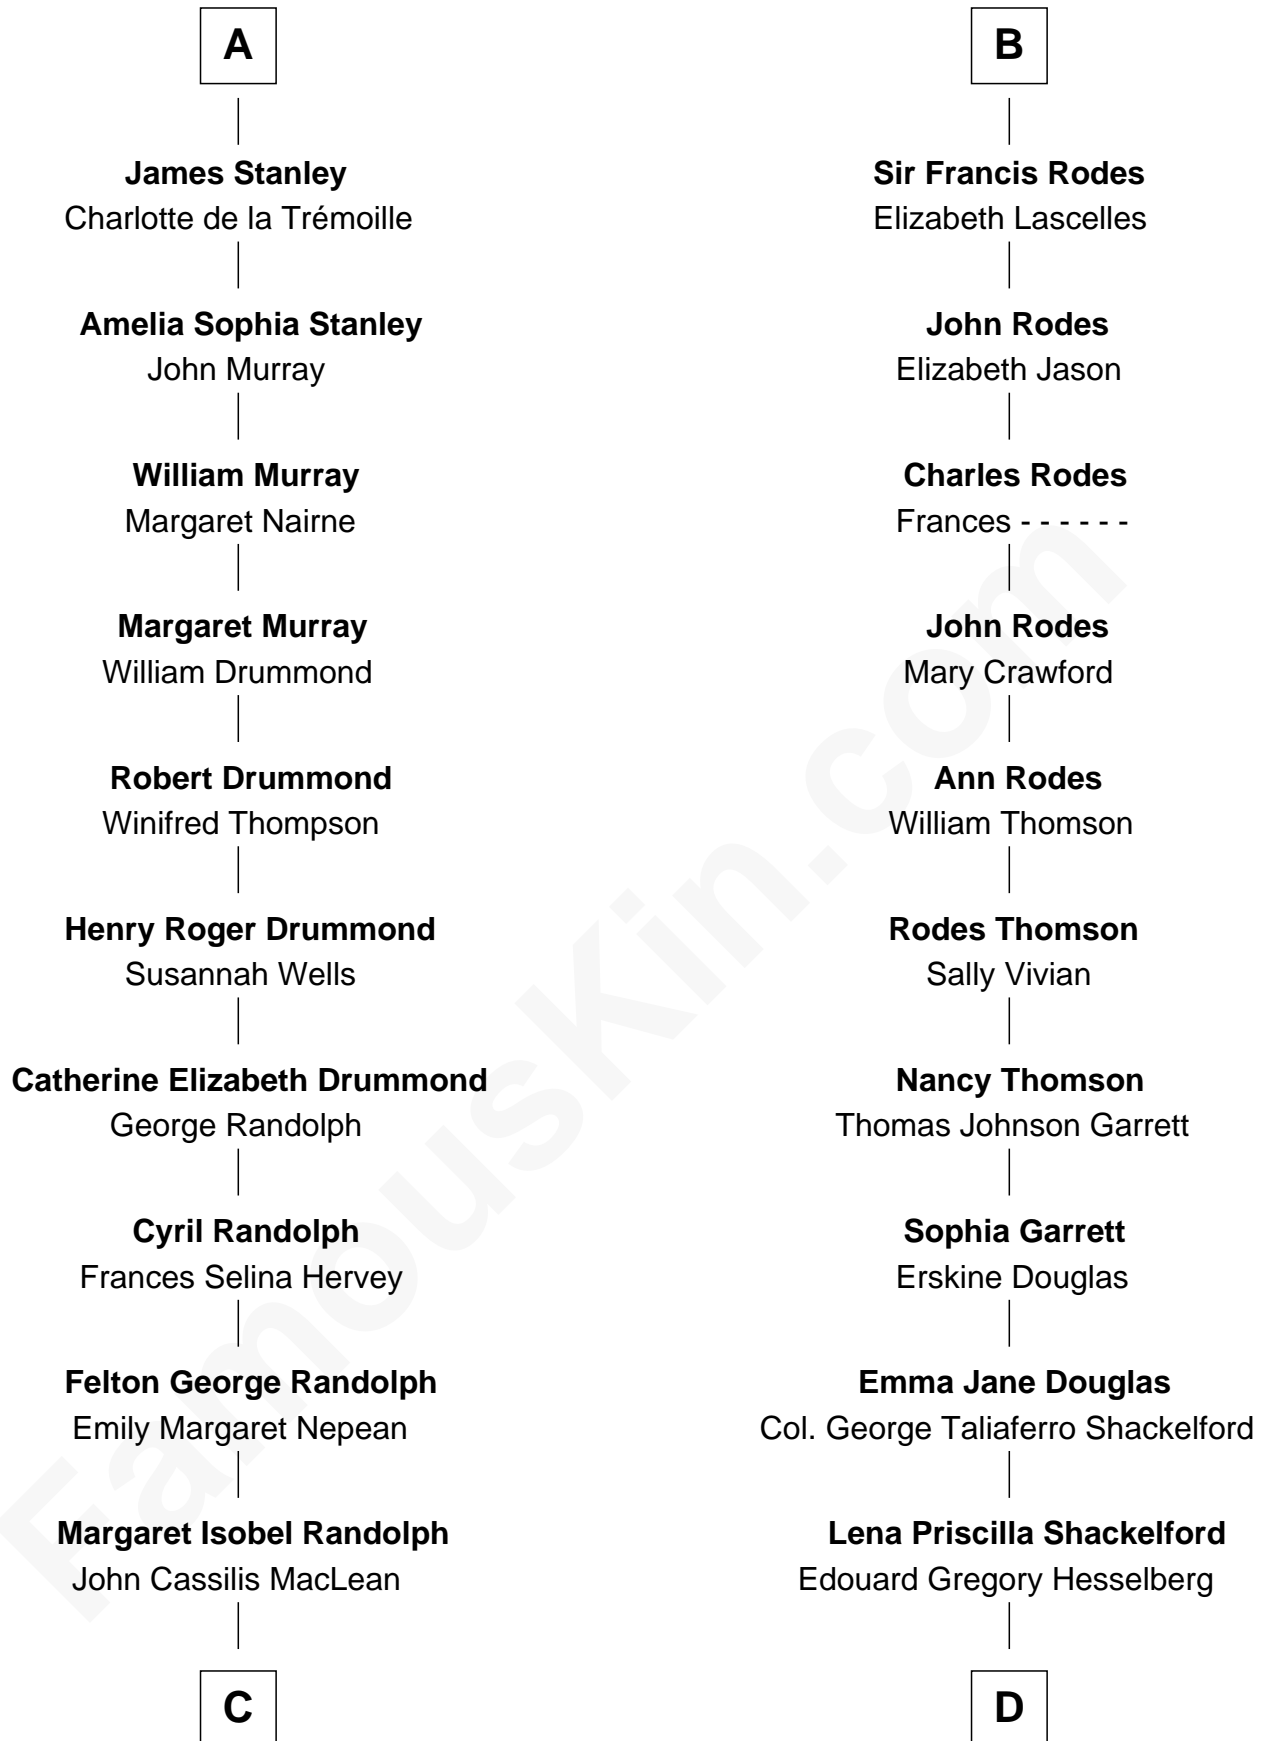 A
James Stanley
Charlotte de la Trémoille
Amelia Sophia Stanley
John Murray
William Murray
Margaret Nairne
Margaret Murray
William Drummond
Robert Drummond
Winifred Thompson
Henry Roger Drummond
Susannah Wells
Catherine Elizabeth Drummond
George Randolph
Cyril Randolph
Frances Selina Hervey
Felton George Randolph
Emily Margaret Nepean
Margaret Isobel Randolph
John Cassilis MacLean
C
B
Sir Francis Rodes
Elizabeth Lascelles
John Rodes
Elizabeth Jason
Charles Rodes
Frances - - - - - -
John Rodes
Mary Crawford
Ann Rodes
William Thomson
Rodes Thomson
Sally Vivian
Nancy Thomson
Thomas Johnson Garrett
Sophia Garrett
Erskine Douglas
Emma Jane Douglas
Col. George Taliaferro Shackelford
Lena Priscilla Shackelford
Edouard Gregory Hesselberg
D
FamousKin.com